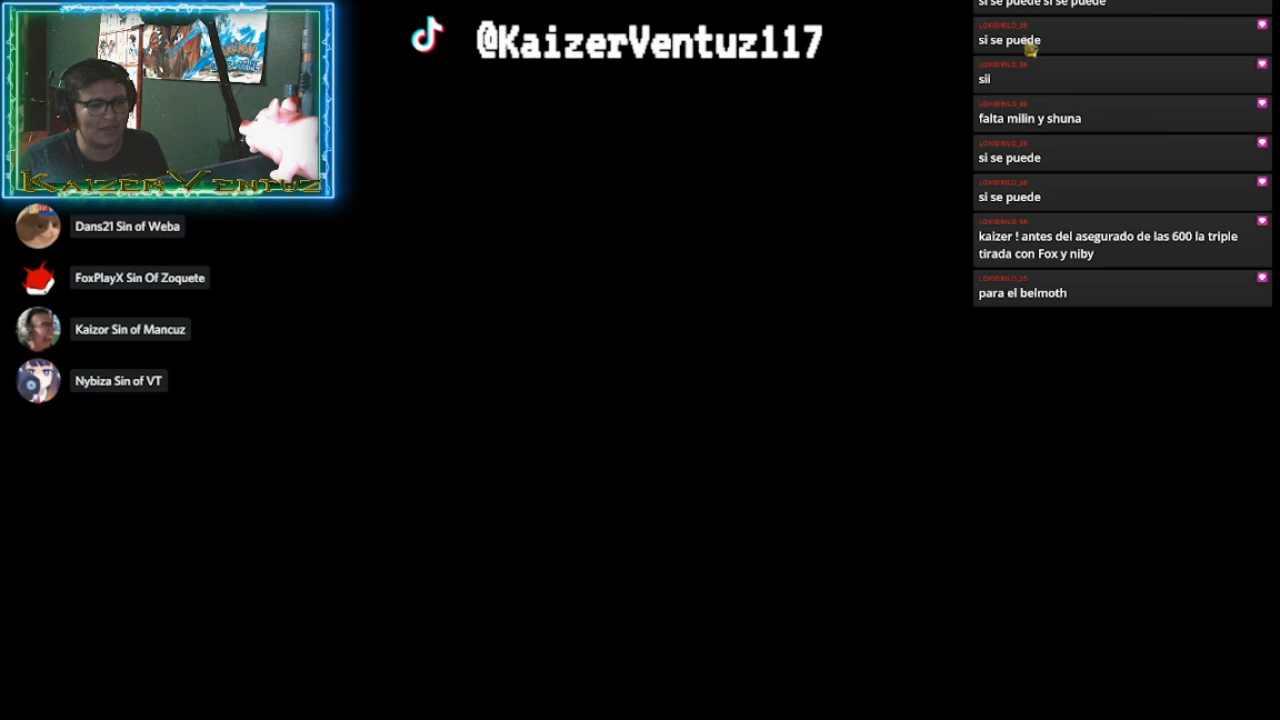 @KaizerVentuz117
KaizerVentuz
Dans21 Sin of Weba
FoxPlayX Sin Of Zoquete
Kaizor Sin of Mancuz
Nybiza Sin of VT
si se puede si se puede
si se puede
sii
falta milin y shuna
si se puede
si se puede
kaizer ! antes del asegurado de las 600 la triple
tirada con Fox y niby
para el belmoth